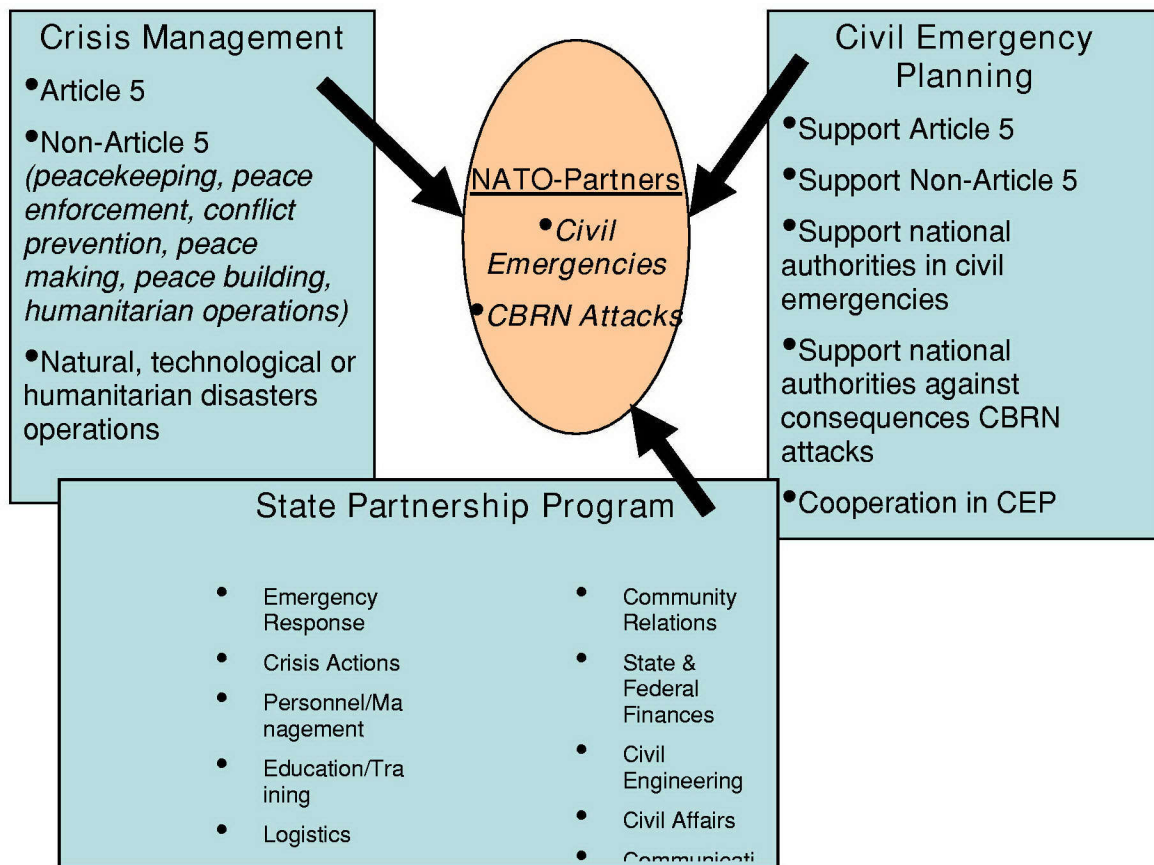 Crisis Management
•Article 5
•Non-Article 5
(peacekeeping, peace
enforcement, conflict
prevention, peace
making, peace building,
humanitarian operations)
•Natural, technological or
humanitarian disasters
operations
NATO-Partners
•Civil
Emergencies
•CBRN Attacks
Civil Emergency
Planning
•Support Article 5
•Support Non-Article 5
•Support national
authorities in civil
emergencies
•Support national
authorities against
consequences CBRN
attacks
•Cooperation in CEP
State Partnership Program
• Emergency
Response
• Crisis Actions
• Personnel/Ma
nagement
• Education/Tra
ining
• Logistics
• Community
Relations
• State &
Federal
Finances
• Civil
Engineering
• Civil Affairs
• Communicati